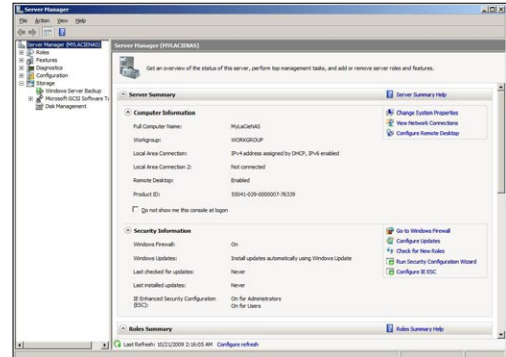 Server Manager
File Action View Help
Server Manager (MYLACIENAS)
Roles
Features
Diagnostics
Configuration
Storage
Windows Server Backup
Microsoft iSCSI Software T
Disk Management
Server Manager (MYLACIENAS)
Get an overview of the status of this server, perform top management tasks, and add or remove server roles and features.
Server Summary
Server Summary Help
Computer Information
Full Computer Name: MyLaCieNAS
Workgroup: WORKGROUP
Local Area Connection: IPv4 address assigned by DHCP, IPv6 enabled
Local Area Connection 2: Not connected
Remote Desktop: Enabled
Product ID: 55041-029-0000007-76339
Do not show me this console at logon
Change System Properties
View Network Connections
Configure Remote Desktop
Security Information
Windows Firewall: On
Windows Updates: Install updates automatically using Windows Update
Last checked for updates: Never
Last installed updates: Never
IE Enhanced Security Configuration (ESC): On for Administrators
On for Users
Go to Windows Firewall
Configure Updates
Check for New Roles
Run Security Configuration Wizard
Configure IE ESC
Roles Summary
Roles Summary Help
Last Refresh: 10/21/2009 2:16:05 AM Configure refresh